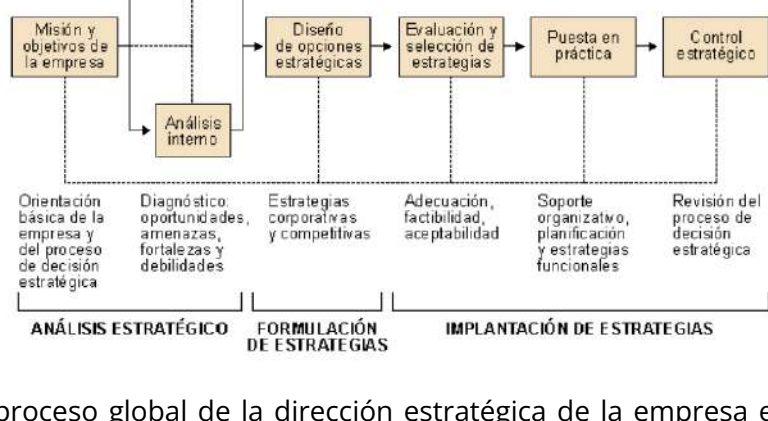 Misión y
objetivos de
la empresa
Análisis
interno
Diseño
de opciones
estratégicas
Evaluación y
selección de
estrategias
Puesta en
práctica
Control
estratégico
Orientación
básica de la
empresa y
del proceso
de decisión
estratégica
Diagnóstico:
oportunidades,
amenazas,
fortalezas y
debilidades
Estrategias
corporativas
y competitivas
Adecuación,
factibilidad,
aceptabilidad
Soporte
organizativo,
planificación
y estrategias
funcionales
Revisión del
proceso de
decisión
estratégica
ANÁLISIS ESTRATÉGICO
FORMULACIÓN
DE ESTRATEGIAS
IMPLANTACIÓN DE ESTRATEGIAS
proceso global de la dirección estratégica de la empresa e